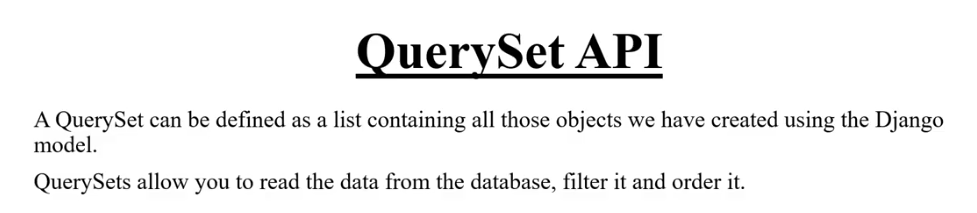 QuerySet API
A QuerySet can be defined as a list containing all those objects we have created using the Django
model.
QuerySets allow you to read the data from the database, filter it and order it.